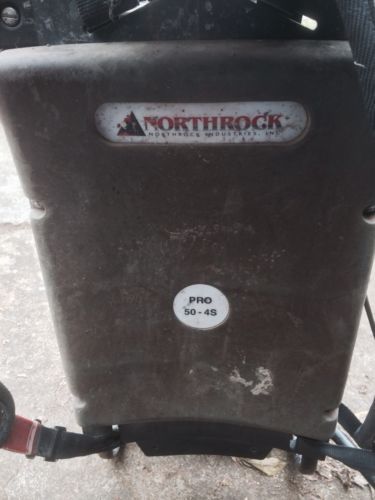 NORTHROCK
NORTHROCK INDUSTRIES, INC.
PRO
50-4S